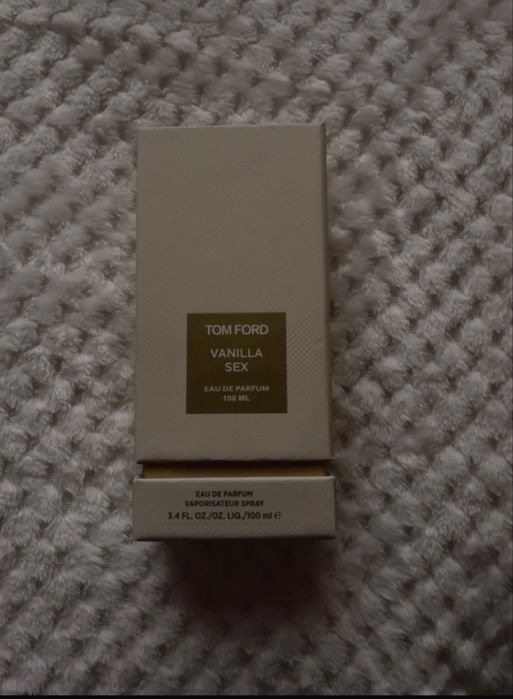 TOM FORD
VANILLA
SEX
EAU DE PARFUM
100 ML
EAU DE PARFUM
VAPORISATEUR SPRAY
3.4 FL. OZ./OZ. LIQ./100 ml ℮